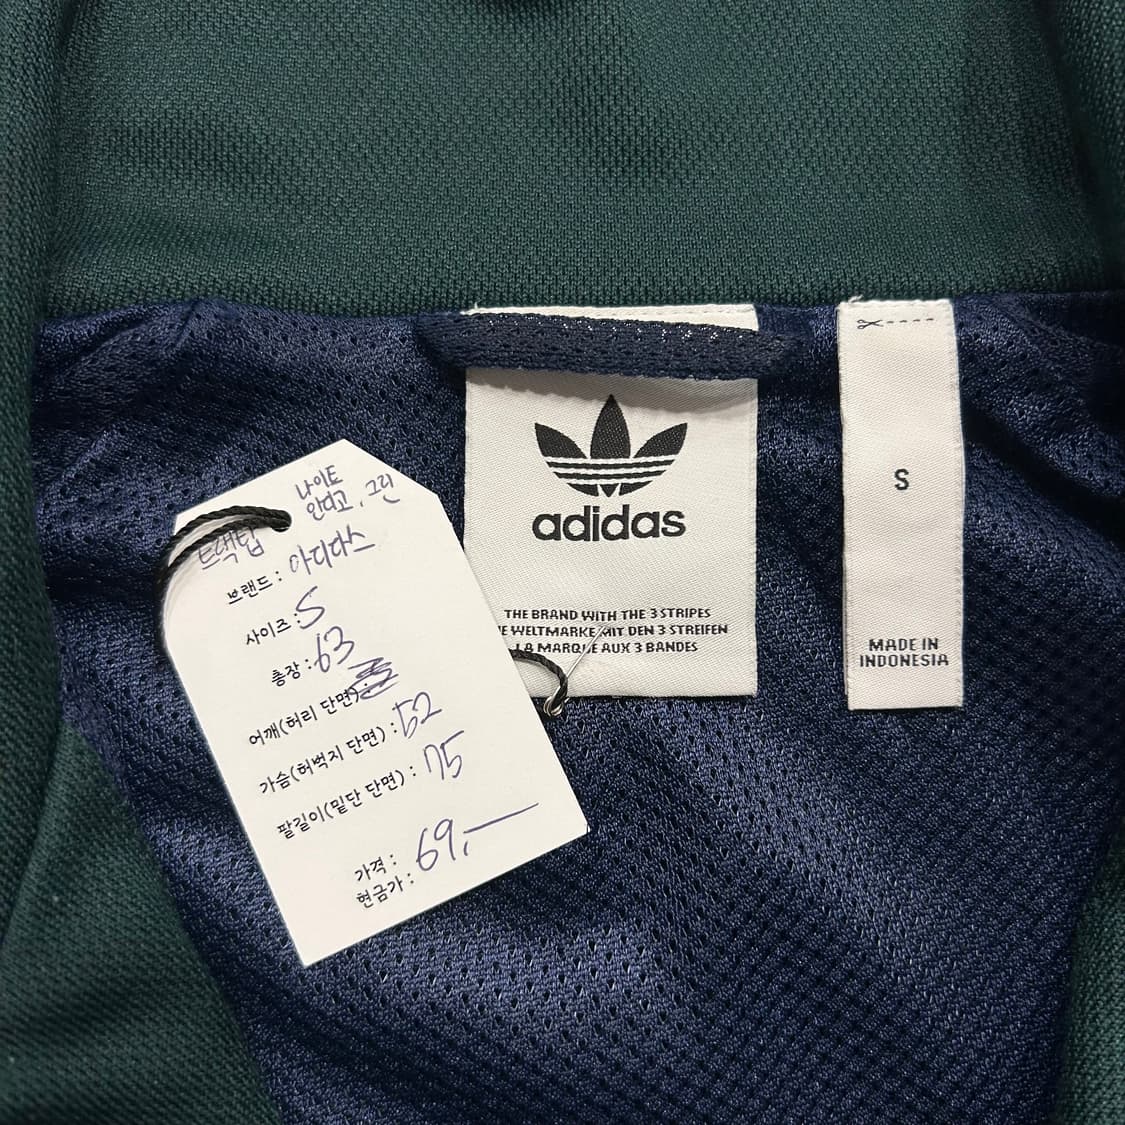 나이트
인디고, 그린
트랙탑
브랜드: 아디다스
사이즈: S
총장: 63
어깨(허리 단면):
가슴(허벅지 단면): 52
팔길이(밑단 단면): 75
가격:
현금가: 69,—
adidas
THE BRAND WITH THE 3 STRIPES
E WELTMARKE MIT DEN 3 STREIFEN
LA MARQUE AUX 3 BANDES
S
MADE IN
INDONESIA